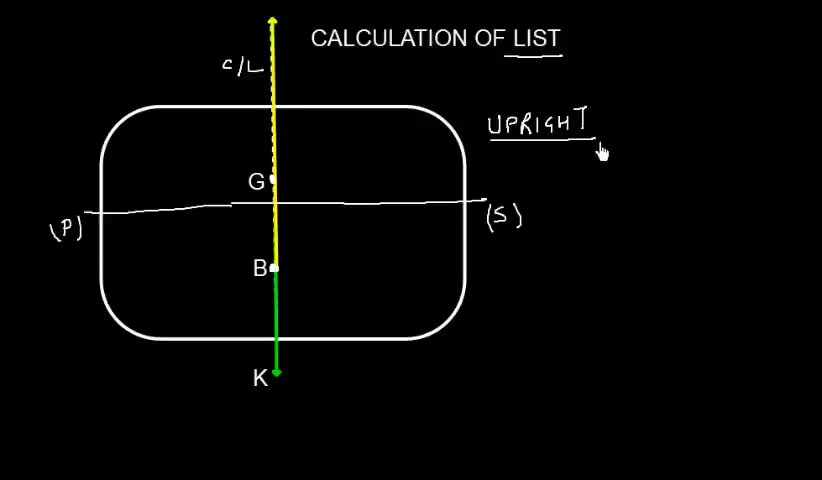 CALCULATION OF LIST
C/L
UPRIGHT
G
(P)
(S)
B
K